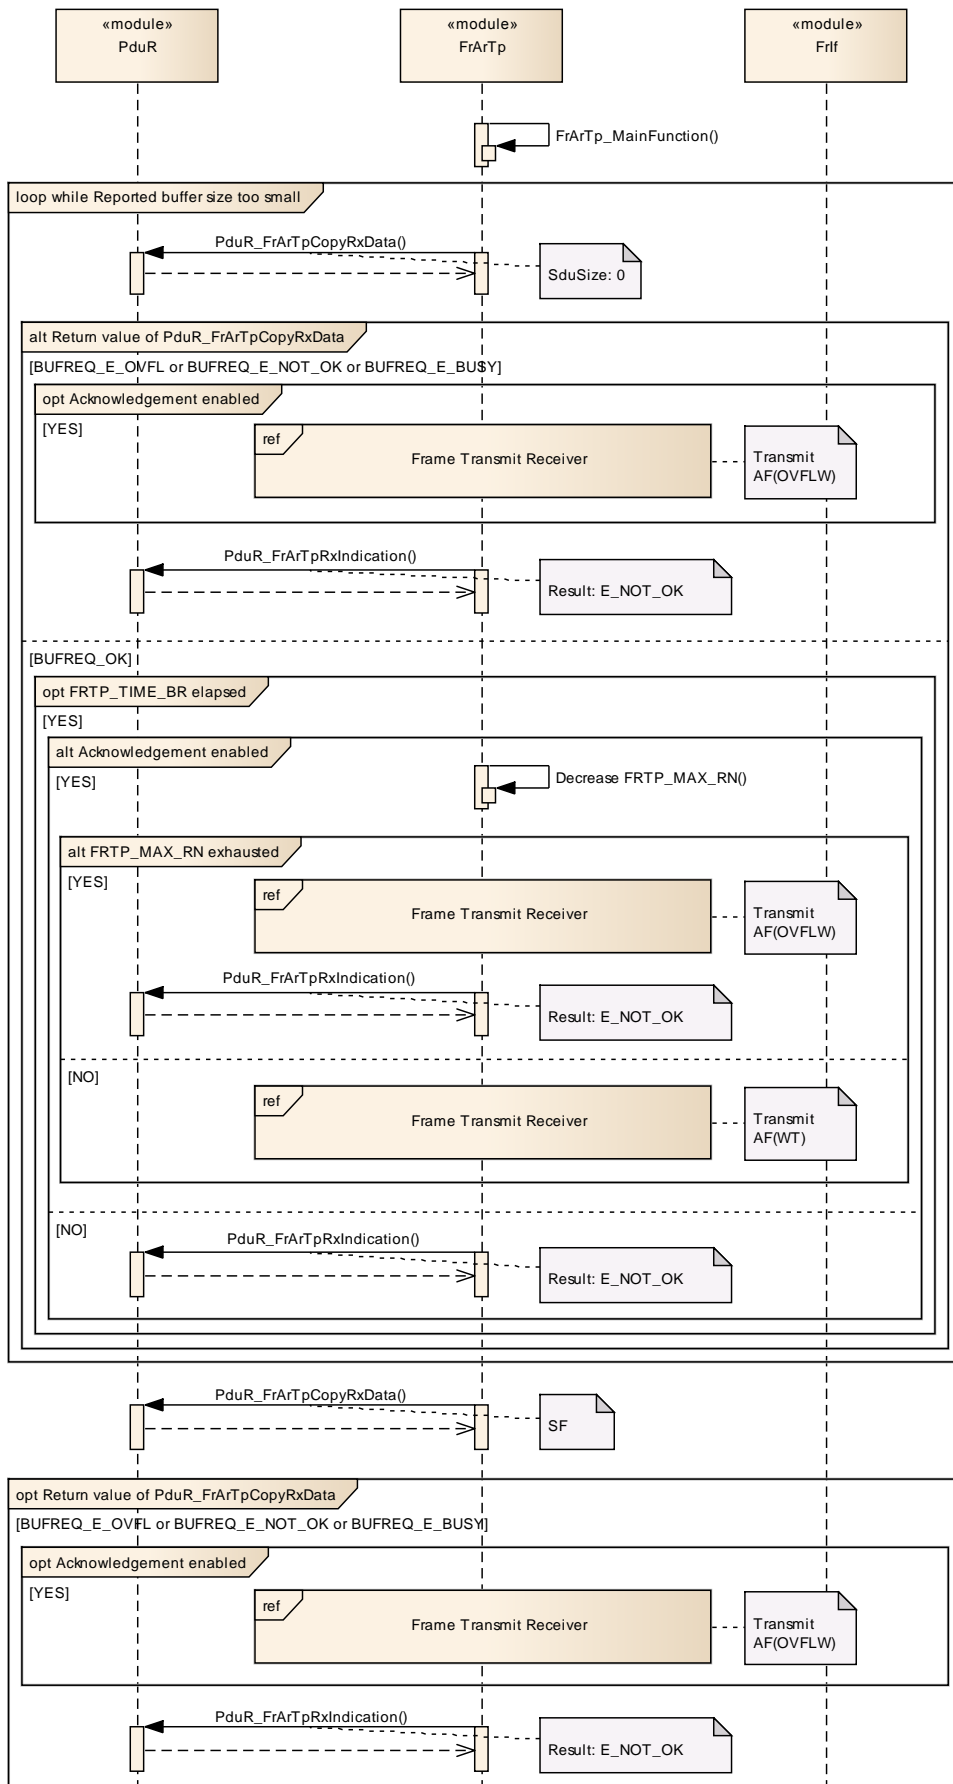 «module»
PduR
«module»
FrArTp
«module»
FrIf
FrArTp_MainFunction()
loop while Reported buffer size too small
PduR_FrArTpCopyRxData()
SduSize: 0
alt Return value of PduR_FrArTpCopyRxData
[BUFREQ_E_OVFL or BUFREQ_E_NOT_OK or BUFREQ_E_BUSY]
opt Acknowledgement enabled
[YES]
ref
Frame Transmit Receiver
Transmit
AF(OVFLW)
PduR_FrArTpRxIndication()
Result: E_NOT_OK
[BUFREQ_OK]
opt FRTP_TIME_BR elapsed
[YES]
alt Acknowledgement enabled
[YES]
Decrease FRTP_MAX_RN()
alt FRTP_MAX_RN exhausted
[YES]
ref
Frame Transmit Receiver
Transmit
AF(OVFLW)
PduR_FrArTpRxIndication()
Result: E_NOT_OK
[NO]
ref
Frame Transmit Receiver
Transmit
AF(WT)
[NO]
PduR_FrArTpRxIndication()
Result: E_NOT_OK
PduR_FrArTpCopyRxData()
SF
opt Return value of PduR_FrArTpCopyRxData
[BUFREQ_E_OVFL or BUFREQ_E_NOT_OK or BUFREQ_E_BUSY]
opt Acknowledgement enabled
[YES]
ref
Frame Transmit Receiver
Transmit
AF(OVFLW)
PduR_FrArTpRxIndication()
Result: E_NOT_OK